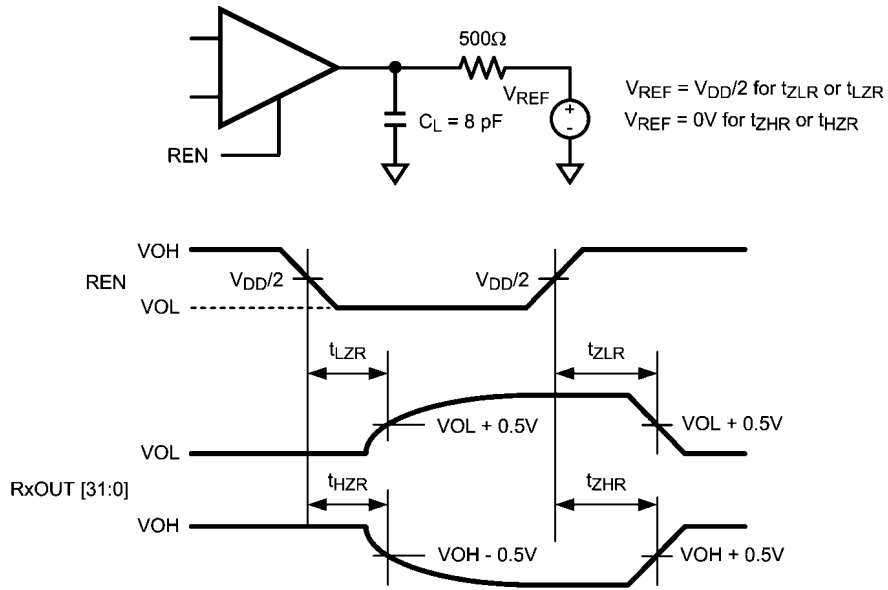 500Ω
VREF
VREF = VDD/2 for tZLR or tLZR
CL = 8 pF
VREF = 0V for tZHR or tHZR
+
-
REN
VOH
REN
VDD/2
VDD/2
VOL
tLZR
tZLR
VOL + 0.5V
VOL + 0.5V
VOL
RxOUT [31:0]
tHZR
tZHR
VOH
VOH - 0.5V
VOH + 0.5V